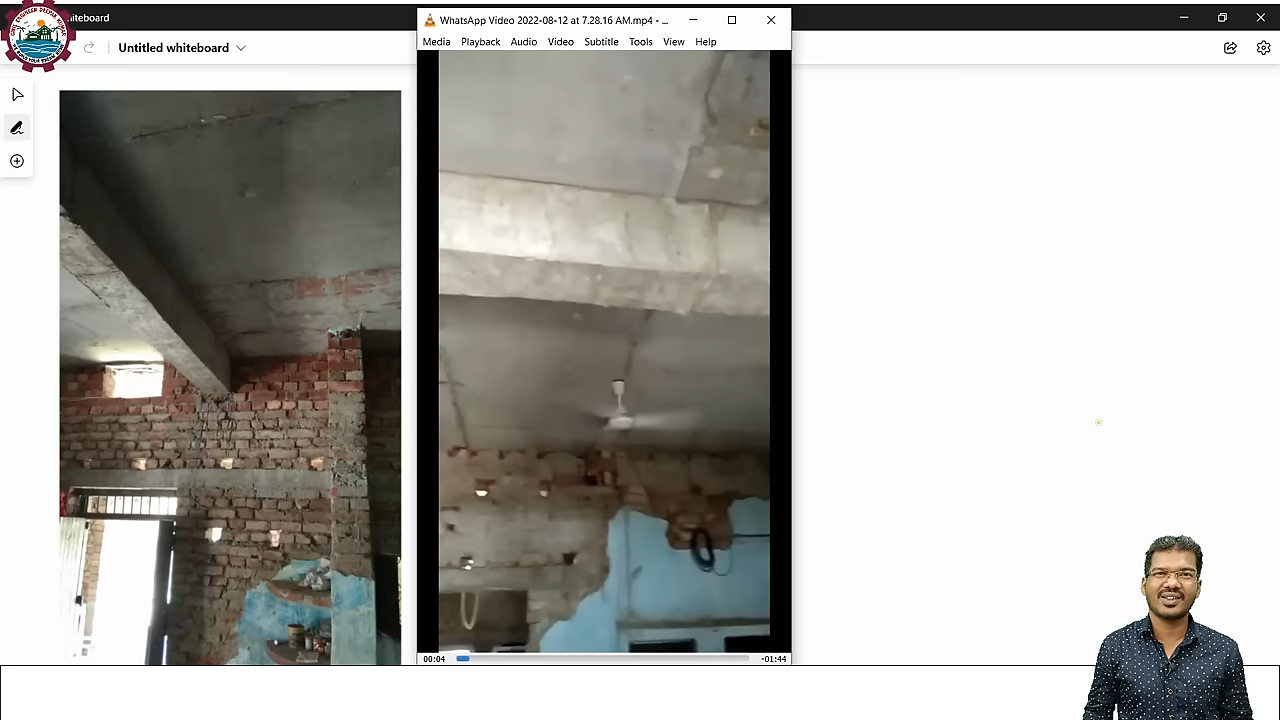 Whiteboard
Untitled whiteboard
WhatsApp Video 2022-08-12 at 7.28.16 AM.mp4 - ...
Media Playback Audio Video Subtitle Tools View Help
00:04
-01:44